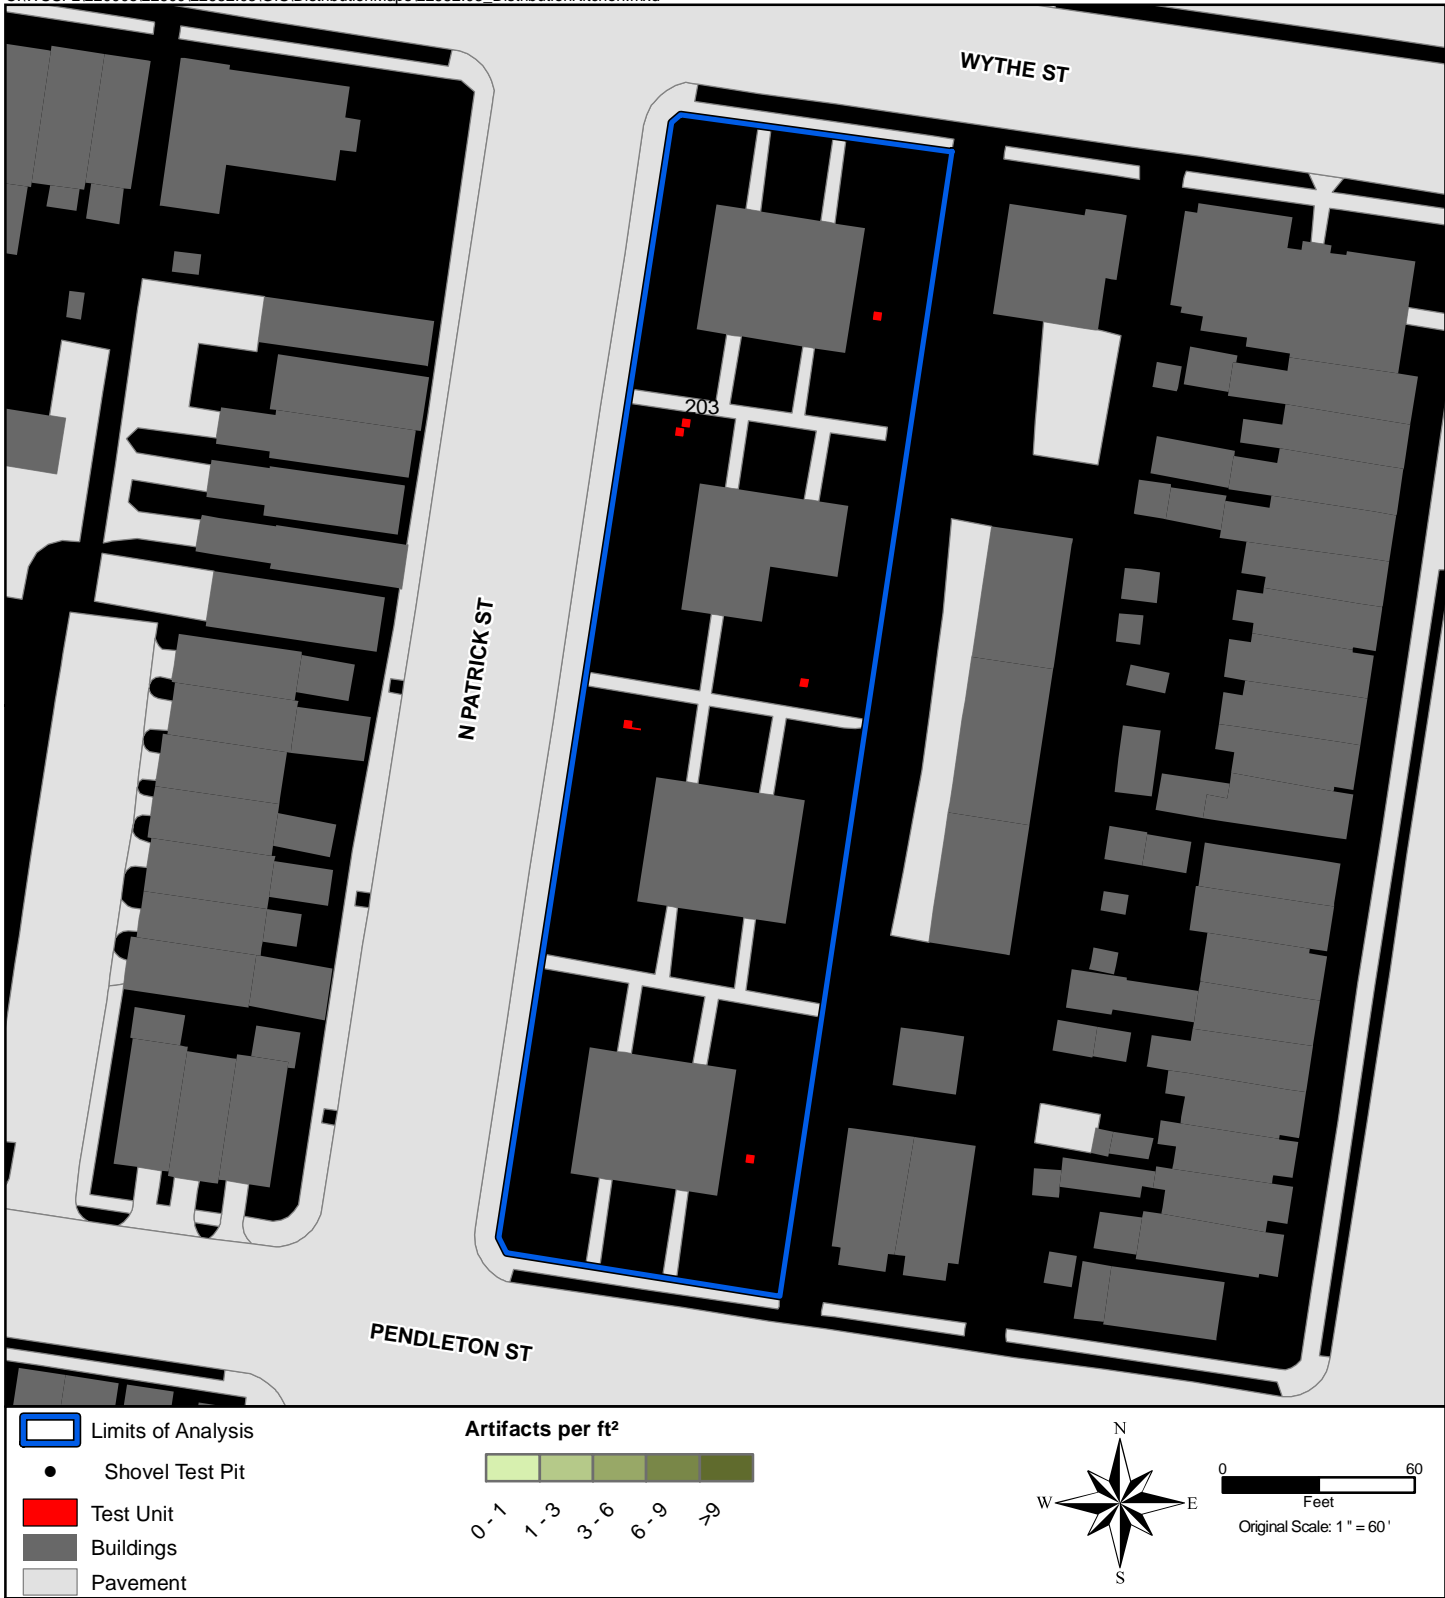 WYTHE ST
203
N PATRICK ST
PENDLETON ST
Limits of Analysis
Shovel Test Pit
Test Unit
Buildings
Pavement
Artifacts per ft²
0 - 1
1 - 3
3 - 6
6 - 9
>9
N
W E
S
0 60
Feet
Original Scale: 1 " = 60 '